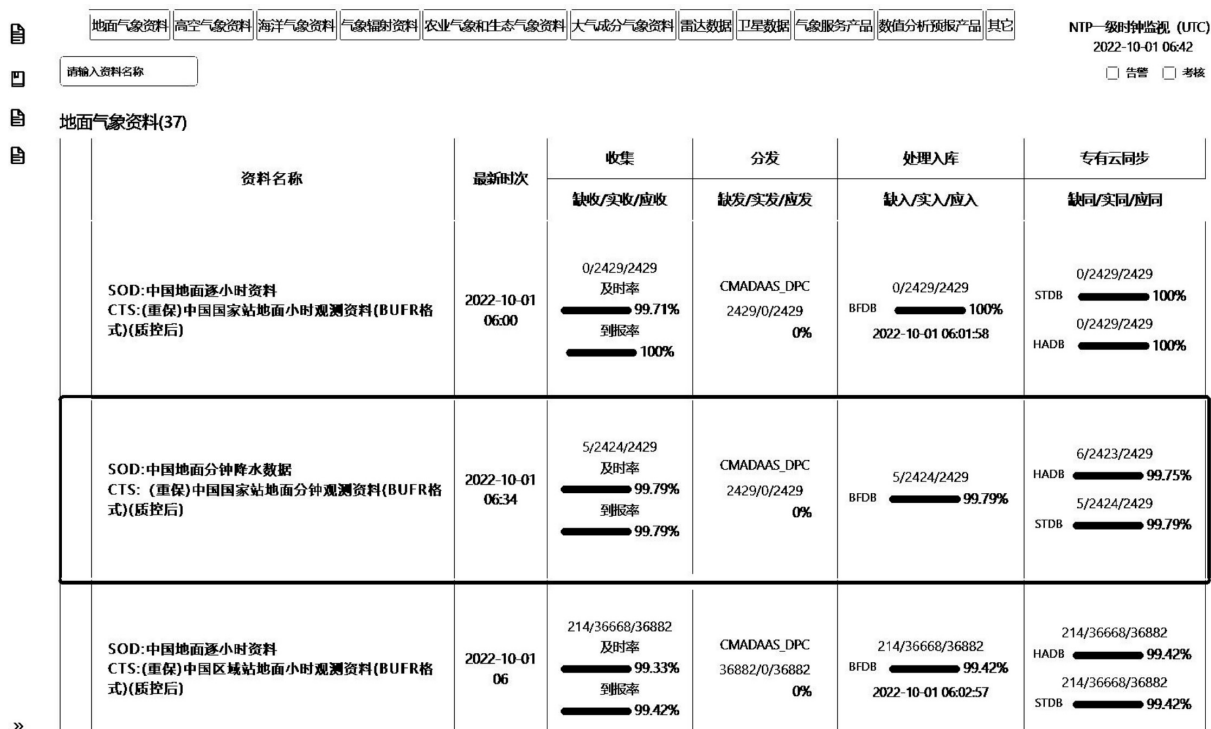 地面气象资料 高空气象资料 海洋气象资料 气象辐射资料 农业气象和生态气象资料 大气成分气象资料 雷达数据 卫星数据 气象服务产品 数值分析预报产品 其它
NTP一级时钟监视 (UTC)
2022-10-01 06:42
请输入资料名称
告警 考核
地面气象资料(37)
资料名称 最新时次 收集 分发 处理入库 专有云同步
缺收/实收/应收 缺发/实发/应发 缺入/实入/应入 缺同/实同/应同
SOD:中国地面逐小时资料
CTS:(重保)中国国家站地面小时观测资料(BUFR格
式)(质控后)
2022-10-01
06:00
0/2429/2429
及时率
99.71%
到报率
100%
CMADAAS_DPC
2429/0/2429
0%
0/2429/2429
BFDB 100%
2022-10-01 06:01:58
0/2429/2429
STDB 100%
0/2429/2429
HADB 100%
SOD:中国地面分钟降水数据
CTS: (重保)中国国家站地面分钟观测资料(BUFR格
式)(质控后)
2022-10-01
06:34
5/2424/2429
及时率
99.79%
到报率
99.79%
CMADAAS_DPC
2429/0/2429
0%
5/2424/2429
BFDB 99.79%
6/2423/2429
HADB 99.75%
5/2424/2429
STDB 99.79%
SOD:中国地面逐小时资料
CTS:(重保)中国区域站地面小时观测资料(BUFR格
式)(质控后)
2022-10-01
06
214/36668/36882
及时率
99.33%
到报率
99.42%
CMADAAS_DPC
36882/0/36882
0%
214/36668/36882
BFDB 99.42%
2022-10-01 06:02:57
214/36668/36882
HADB 99.42%
214/36668/36882
STDB 99.42%
»